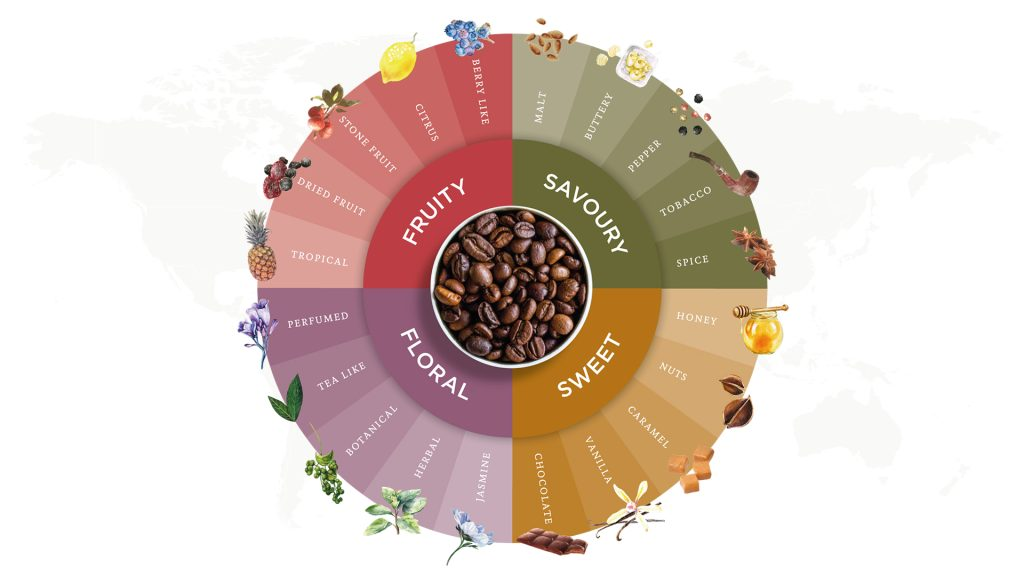 FRUITY
BERRY LIKE
CITRUS
STONE FRUIT
DRIED FRUIT
TROPICAL
SAVOURY
MALT
BUTTERY
PEPPER
TOBACCO
SPICE
SWEET
HONEY
NUTS
CARAMEL
VANILLA
CHOCOLATE
FLORAL
PERFUMED
TEA LIKE
BOTANICAL
HERBAL
JASMINE